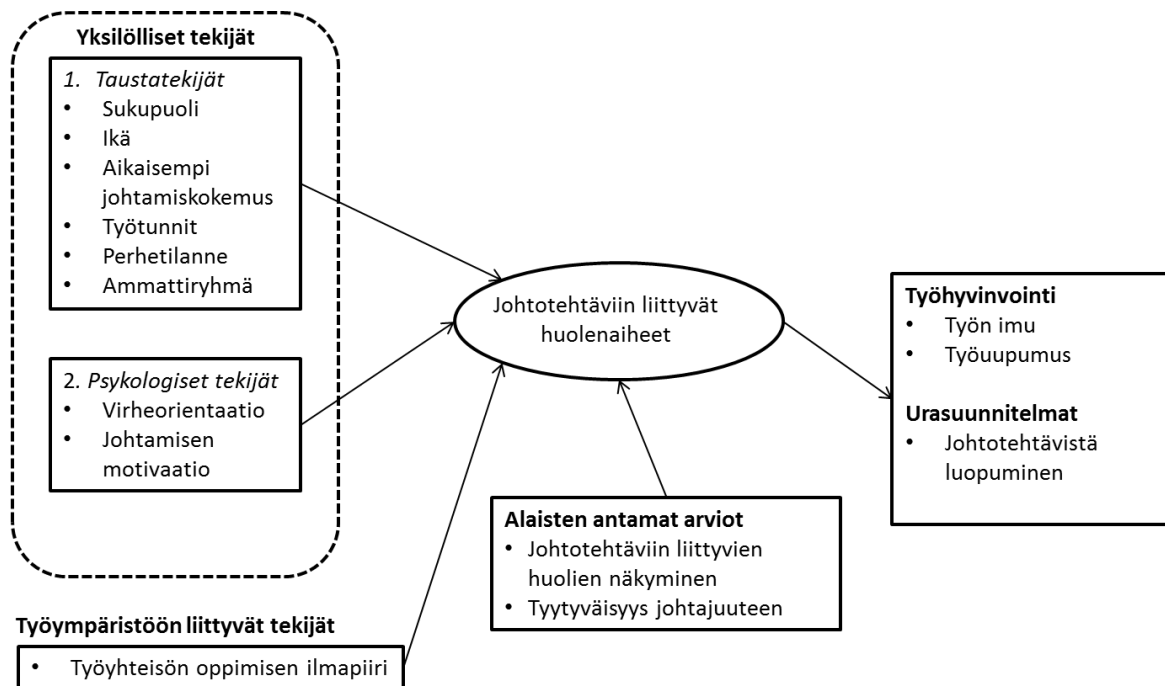 Yksilölliset tekijät
1. Taustatekijät
• Sukupuoli
• Ikä
• Aikaisempi
johtamiskokemus
• Työtunnit
• Perhetilanne
• Ammattiryhmä
2. Psykologiset tekijät
• Virheorientaatio
• Johtamisen
motivaatio
Työympäristöön liittyvät tekijät
• Työyhteisön oppimisen ilmapiiri
Johtotehtäviin liittyvät
huolenaiheet
Alaisten antamat arviot
• Johtotehtäviin liittyvien
huolien näkyminen
• Tyytyväisyys johtajuuteen
Työhyvinvointi
• Työn imu
• Työuupumus
Urasuunnitelmat
• Johtotehtävistä
luopuminen